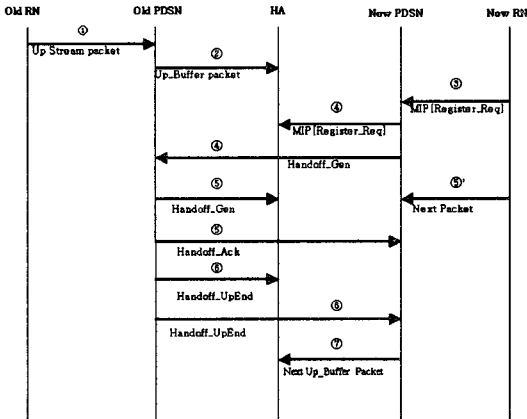 Old RN Old PDSN HA New PDSN New RN
①
Up Stream packet
②
Up_Buffer packet
③
MIP[Register_Req]
④
MIP[Register_Req]
④
Handoff_Gen
⑤
Handoff_Gen
⑤'
Next Packet
⑤
Handoff_Ack
⑥
Handoff_UpEnd
⑥
Handoff_UpEnd
⑦
Next Up_Buffer Packet